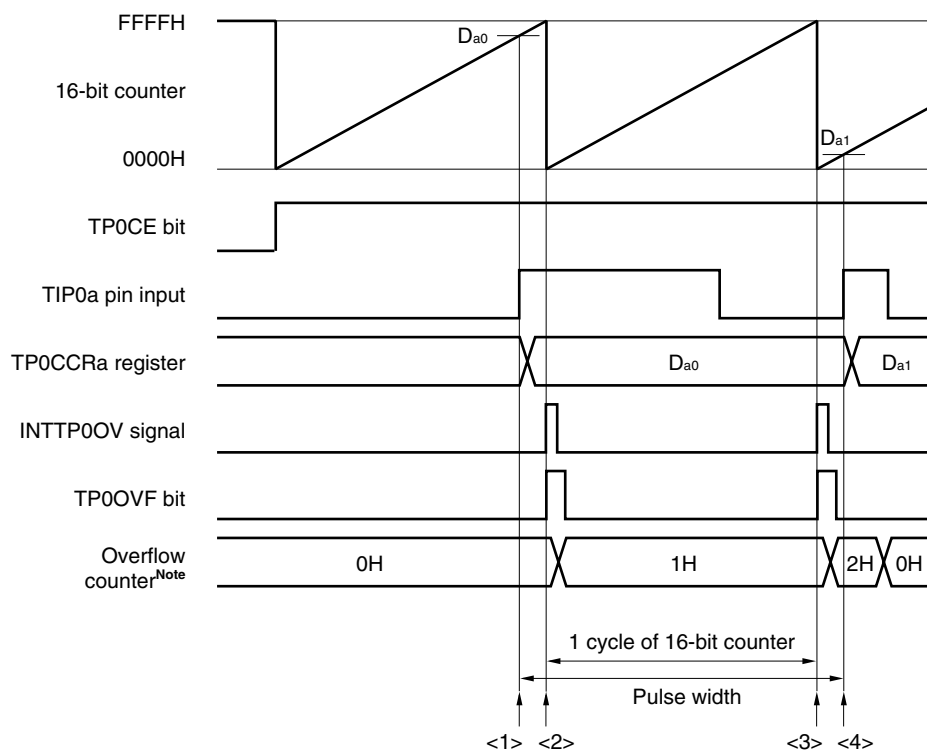 FFFFH
Da0
16-bit counter
Da1
0000H
TP0CE bit
TIP0a pin input
TP0CCRa register
Da0
Da1
INTTP0OV signal
TP0OVF bit
Overflow
counterNote
0H
1H
2H
0H
1 cycle of 16-bit counter
Pulse width
<1> <2> <3> <4>